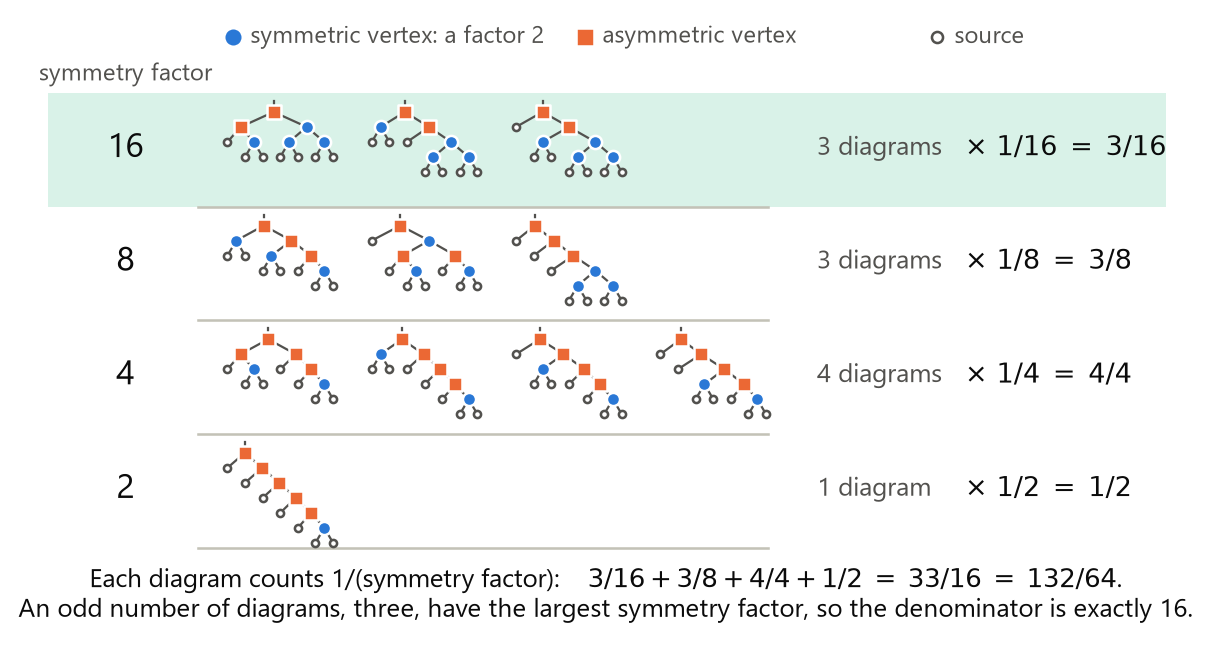 symmetric vertex: a factor 2 asymmetric vertex source
symmetry factor
16 3 diagrams × 1/16 = 3/16
8 3 diagrams × 1/8 = 3/8
4 4 diagrams × 1/4 = 4/4
2 1 diagram × 1/2 = 1/2
Each diagram counts 1/(symmetry factor): 3/16 + 3/8 + 4/4 + 1/2 = 33/16 = 132/64.
An odd number of diagrams, three, have the largest symmetry factor, so the denominator is exactly 16.